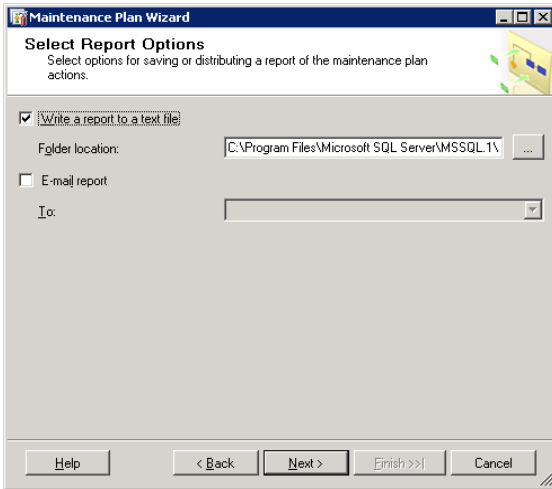 Maintenance Plan Wizard
Select Report Options
Select options for saving or distributing a report of the maintenance plan
actions.
Write a report to a text file
Folder location: C:\Program Files\Microsoft SQL Server\MSSQL.1\ ...
E-mail report
To:
Help < Back Next > Finish >>| Cancel